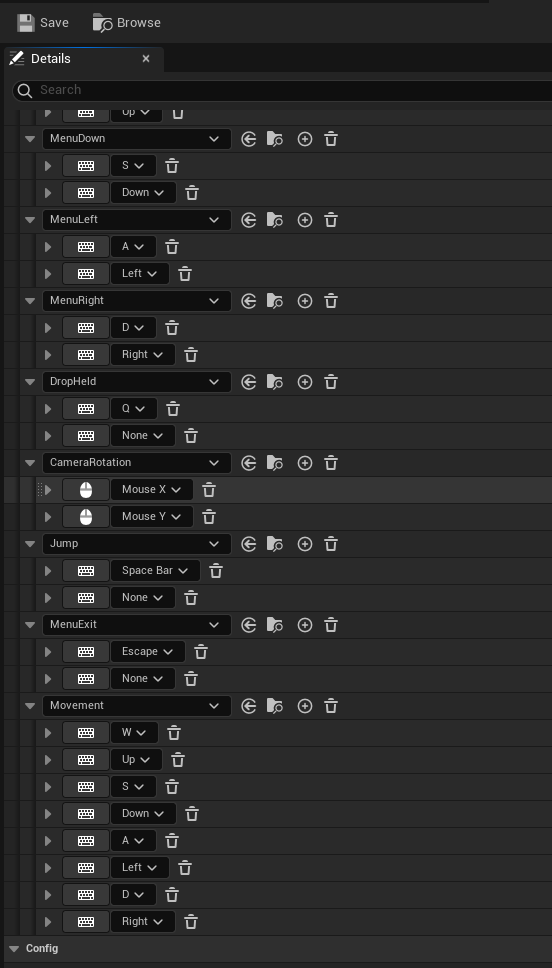 Save Browse
Details
Search
Up
MenuDown
S
Down
MenuLeft
A
Left
MenuRight
D
Right
DropHeld
Q
None
CameraRotation
Mouse X
Mouse Y
Jump
Space Bar
None
MenuExit
Escape
None
Movement
W
Up
S
Down
A
Left
D
Right
Config